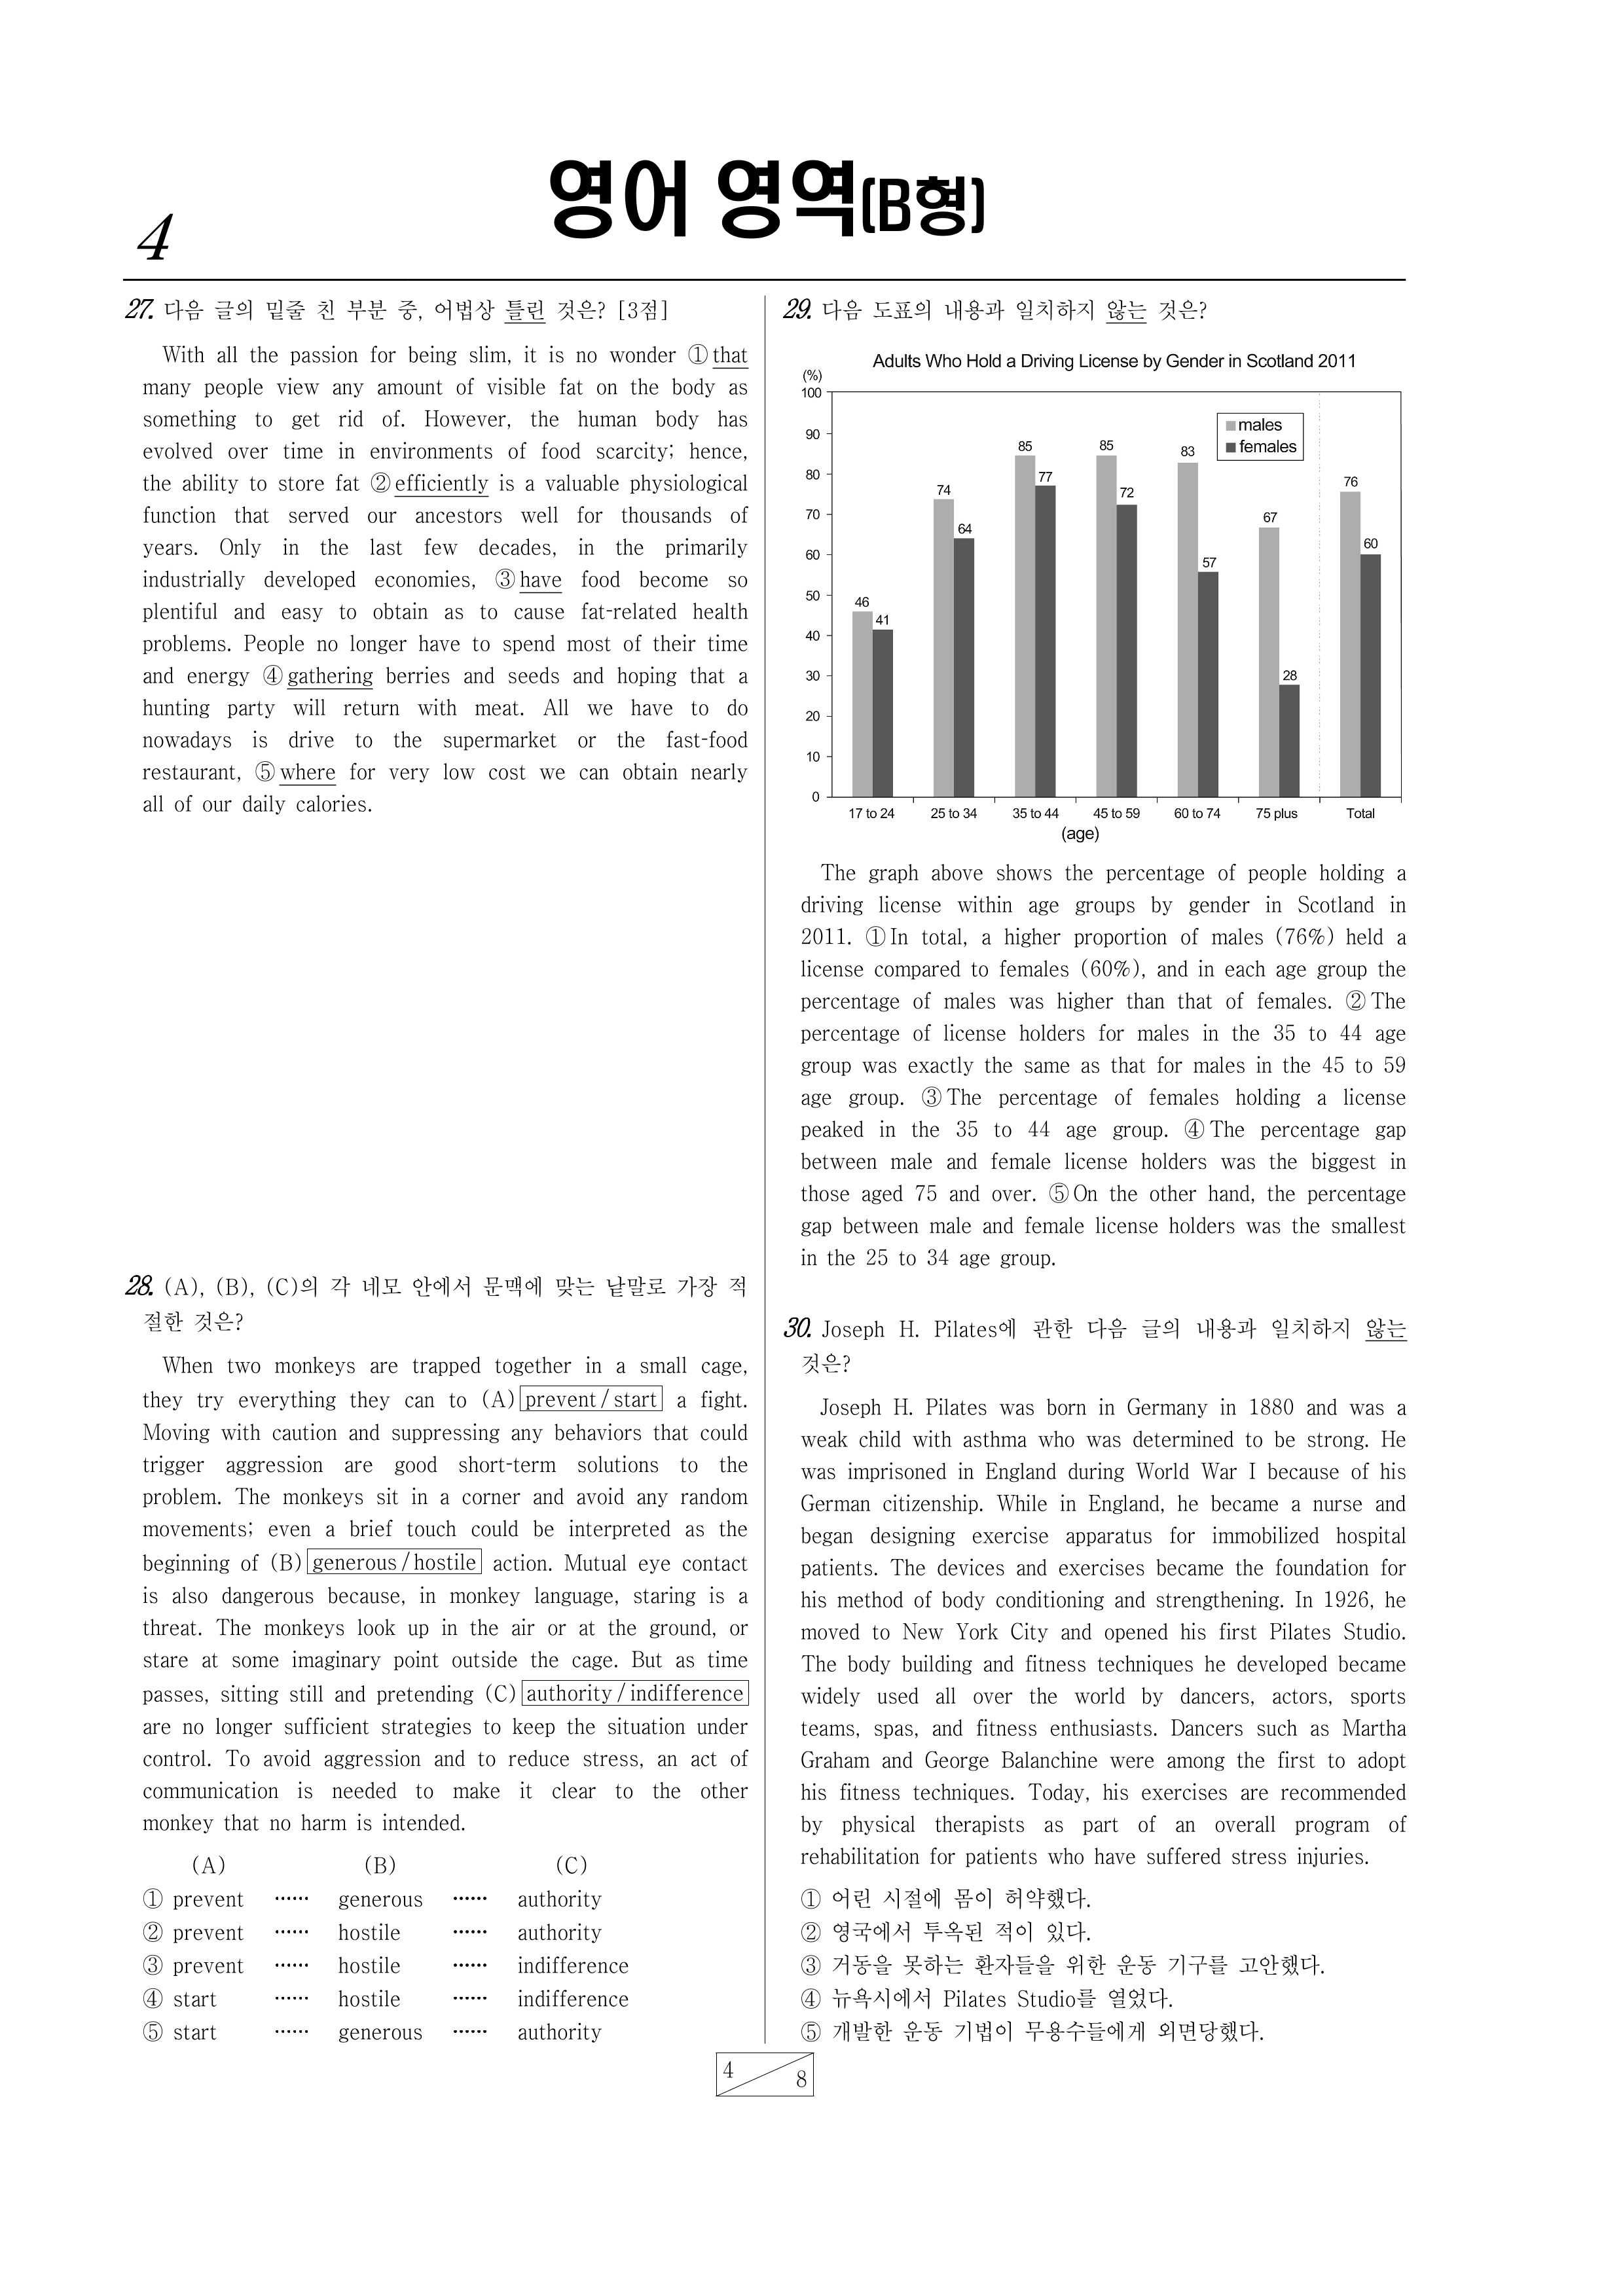 영어 영역(B형)
4
27. 다음 글의 밑줄 친 부분 중, 어법상 틀린 것은? [3점]
With all the passion for being slim, it is no wonder ① that
many people view any amount of visible fat on the body as
something to get rid of. However, the human body has
evolved over time in environments of food scarcity; hence,
the ability to store fat ② efficiently is a valuable physiological
function that served our ancestors well for thousands of
years. Only in the last few decades, in the primarily
industrially developed economies, ③ have food become so
plentiful and easy to obtain as to cause fat-related health
problems. People no longer have to spend most of their time
and energy ④ gathering berries and seeds and hoping that a
hunting party will return with meat. All we have to do
nowadays is drive to the supermarket or the fast-food
restaurant, ⑤ where for very low cost we can obtain nearly
all of our daily calories.
28. (A), (B), (C)의 각 네모 안에서 문맥에 맞는 낱말로 가장 적
절한 것은?
When two monkeys are trapped together in a small cage,
they try everything they can to (A) prevent / start a fight.
Moving with caution and suppressing any behaviors that could
trigger aggression are good short-term solutions to the
problem. The monkeys sit in a corner and avoid any random
movements; even a brief touch could be interpreted as the
beginning of (B) generous / hostile action. Mutual eye contact
is also dangerous because, in monkey language, staring is a
threat. The monkeys look up in the air or at the ground, or
stare at some imaginary point outside the cage. But as time
passes, sitting still and pretending (C) authority / indifference
are no longer sufficient strategies to keep the situation under
control. To avoid aggression and to reduce stress, an act of
communication is needed to make it clear to the other
monkey that no harm is intended.
(A) (B) (C)
① prevent ······ generous ······ authority
② prevent ······ hostile ······ authority
③ prevent ······ hostile ······ indifference
④ start ······ hostile ······ indifference
⑤ start ······ generous ······ authority
29. 다음 도표의 내용과 일치하지 않는 것은?
Adults Who Hold a Driving License by Gender in Scotland 2011
(%)
100
90
80
70
60
50
40
30
20
10
0
males
females
46 41
74 64
85 77
85 72
83 57
67 28
76 60
17 to 24 25 to 34 35 to 44 45 to 59 60 to 74 75 plus Total
(age)
The graph above shows the percentage of people holding a
driving license within age groups by gender in Scotland in
2011. ① In total, a higher proportion of males (76%) held a
license compared to females (60%), and in each age group the
percentage of males was higher than that of females. ② The
percentage of license holders for males in the 35 to 44 age
group was exactly the same as that for males in the 45 to 59
age group. ③ The percentage of females holding a license
peaked in the 35 to 44 age group. ④ The percentage gap
between male and female license holders was the biggest in
those aged 75 and over. ⑤ On the other hand, the percentage
gap between male and female license holders was the smallest
in the 25 to 34 age group.
30. Joseph H. Pilates에 관한 다음 글의 내용과 일치하지 않는
것은?
Joseph H. Pilates was born in Germany in 1880 and was a
weak child with asthma who was determined to be strong. He
was imprisoned in England during World War I because of his
German citizenship. While in England, he became a nurse and
began designing exercise apparatus for immobilized hospital
patients. The devices and exercises became the foundation for
his method of body conditioning and strengthening. In 1926, he
moved to New York City and opened his first Pilates Studio.
The body building and fitness techniques he developed became
widely used all over the world by dancers, actors, sports
teams, spas, and fitness enthusiasts. Dancers such as Martha
Graham and George Balanchine were among the first to adopt
his fitness techniques. Today, his exercises are recommended
by physical therapists as part of an overall program of
rehabilitation for patients who have suffered stress injuries.
① 어린 시절에 몸이 허약했다.
② 영국에서 투옥된 적이 있다.
③ 거동을 못하는 환자들을 위한 운동 기구를 고안했다.
④ 뉴욕시에서 Pilates Studio를 열었다.
⑤ 개발한 운동 기법이 무용수들에게 외면당했다.
4
8